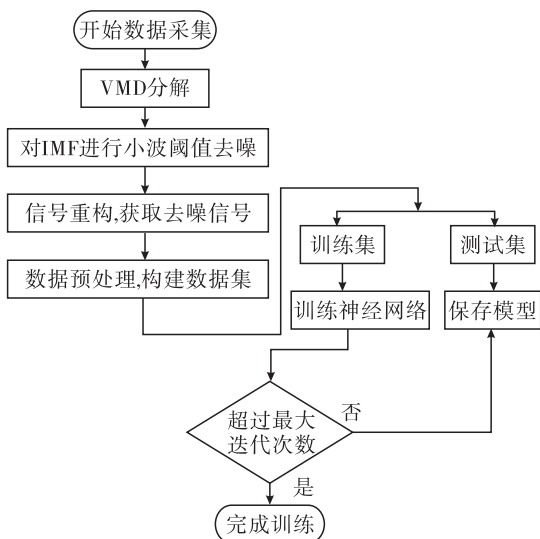 开始数据采集
VMD分解
对IMF进行小波阈值去噪
信号重构,获取去噪信号
数据预处理,构建数据集
训练集
测试集
训练神经网络
保存模型
超过最大
迭代次数
否
是
完成训练